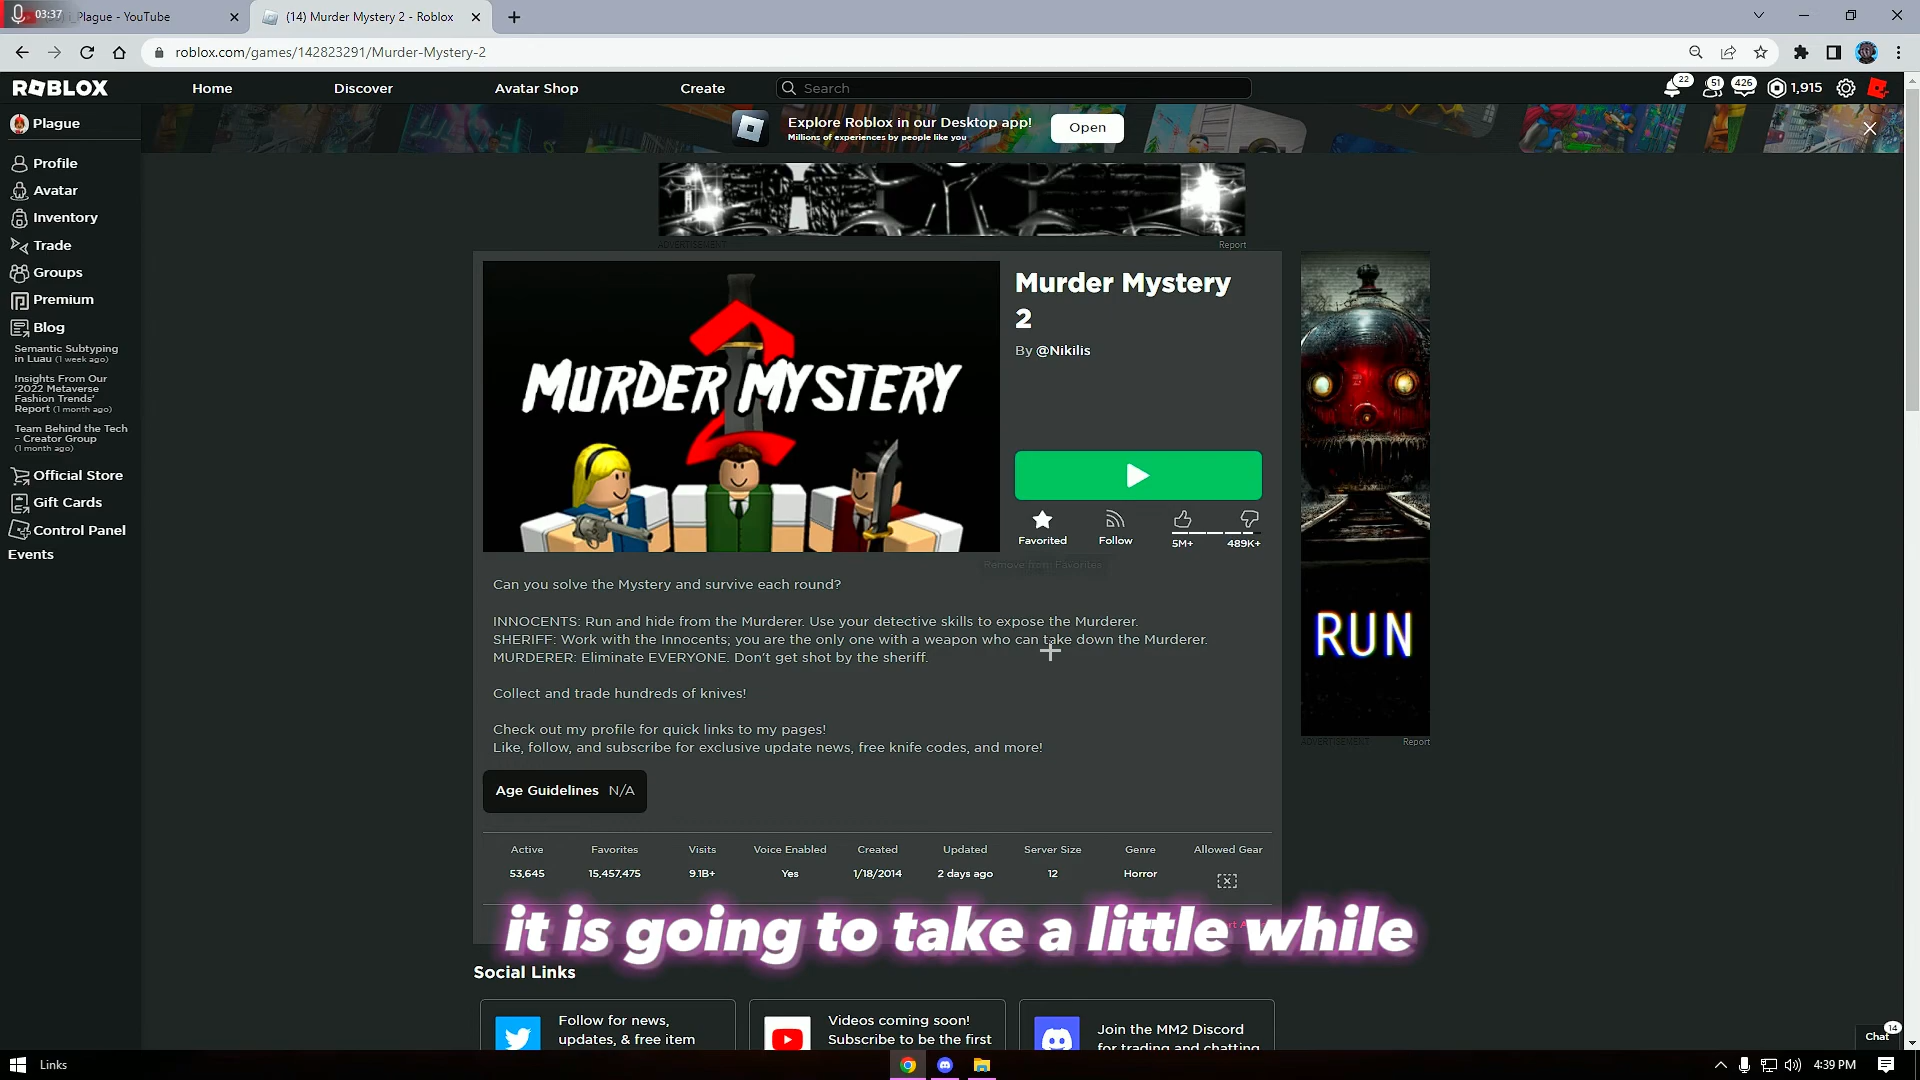 03:37
_Plague - YouTube
(14) Murder Mystery 2 - Roblox
roblox.com/games/142823291/Murder-Mystery-2
ROBLOX
Home
Discover
Avatar Shop
Create
Search
22
51
426
1,915
Plague
Explore Roblox in our Desktop app!
Millions of experiences by people like you
Open
Profile
Avatar
Inventory
Trade
Groups
Premium
Blog
Semantic Subtyping
in Luau (1 week ago)
Insights From Our
'2022 Metaverse
Fashion Trends'
Report (1 month ago)
Team Behind the Tech
– Creator Group
(1 month ago)
Official Store
Gift Cards
Control Panel
Events
ADVERTISEMENT
Report
MURDER MYSTERY
2
Murder Mystery
2
By @Nikilis
Favorited
Follow
5M+
489K+
Remove from Favorites
Can you solve the Mystery and survive each round?
INNOCENTS: Run and hide from the Murderer. Use your detective skills to expose the Murderer.
SHERIFF: Work with the Innocents; you are the only one with a weapon who can take down the Murderer.
MURDERER: Eliminate EVERYONE. Don't get shot by the sheriff.
Collect and trade hundreds of knives!
Check out my profile for quick links to my pages!
Like, follow, and subscribe for exclusive update news, free knife codes, and more!
Age Guidelines N/A
RUN
ADVERTISEMENT
Report
Active
Favorites
Visits
Voice Enabled
Created
Updated
Server Size
Genre
Allowed Gear
53,645
15,457,475
9.1B+
Yes
1/18/2014
2 days ago
12
Horror
it is going to take a little while
Social Links
Follow for news,
updates, & free item
Videos coming soon!
Subscribe to be the first
Join the MM2 Discord
for trading and chatting
Chat
14
Links
4:39 PM